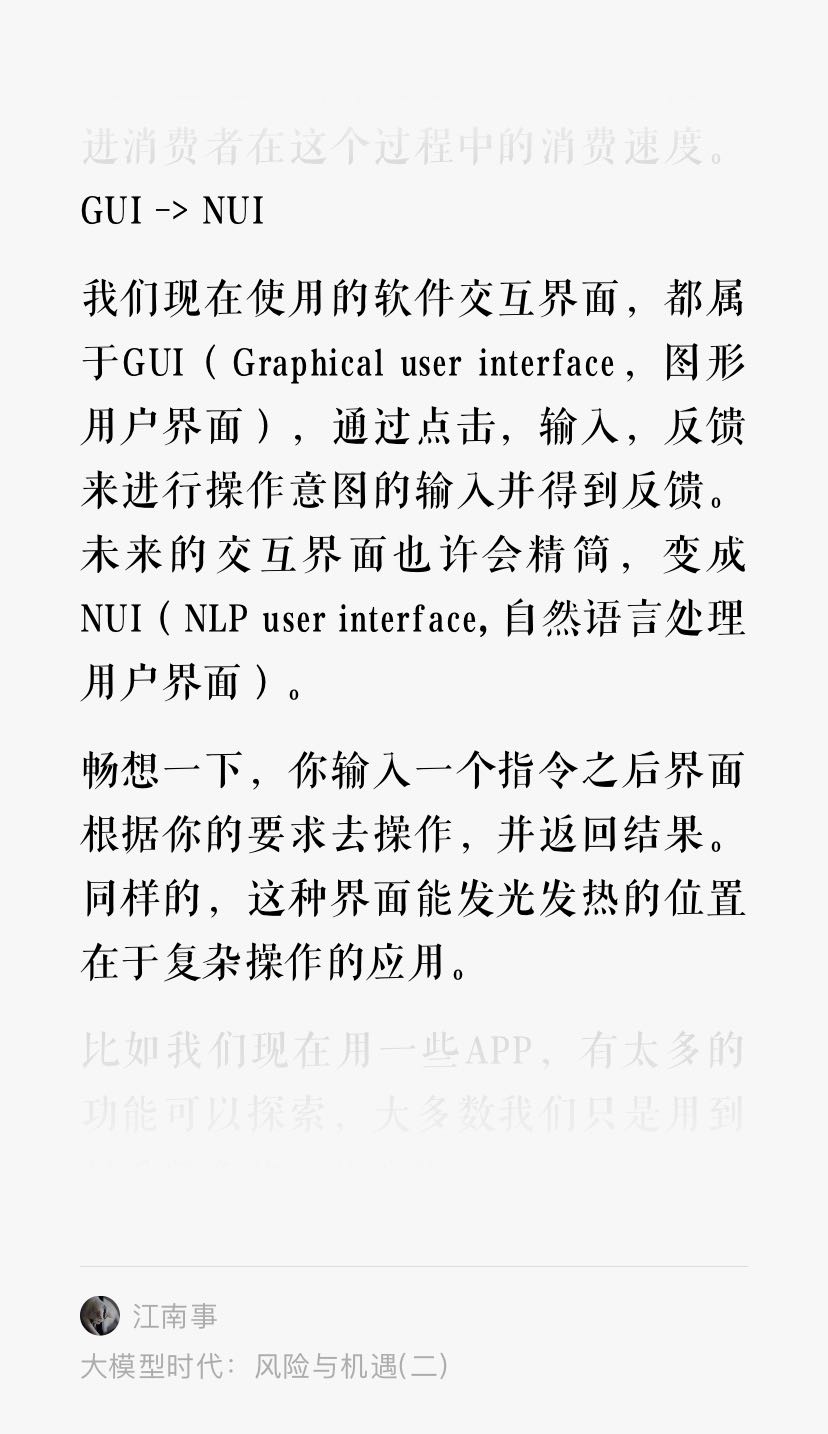 进消费者在这个过程中的消费速度。
GUI -> NUI
我们现在使用的软件交互界面，都属
于GUI（Graphical user interface，图形
用户界面），通过点击，输入，反馈
来进行操作意图的输入并得到反馈。
未来的交互界面也许会精简，变成
NUI（NLP user interface, 自然语言处理
用户界面）。
畅想一下，你输入一个指令之后界面
根据你的要求去操作，并返回结果。
同样的，这种界面能发光发热的位置
在于复杂操作的应用。
比如我们现在用一些APP，有太多的
功能可以探索，大多数我们只是用到
江南事
大模型时代：风险与机遇(二)